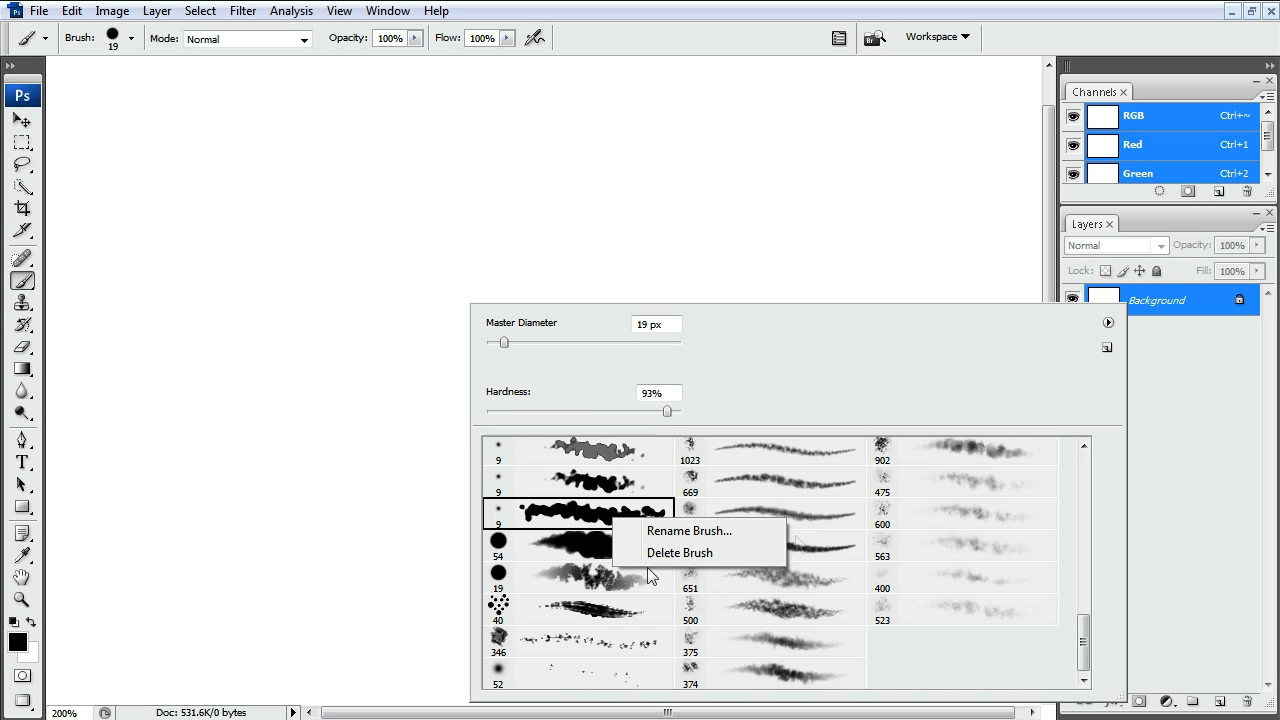 Ps File Edit Image Layer Select Filter Analysis View Window Help
Brush: 19 Mode: Normal Opacity: 100% Flow: 100% Br Workspace
Ps
Channels
RGB Ctrl+~
Red Ctrl+1
Green Ctrl+2
Layers
Normal Opacity: 100%
Lock: Fill: 100%
Background
Master Diameter 19 px
Hardness: 93%
9 1023 902
9 669 475
9 600
Rename Brush...
Delete Brush
54 563
19 651 400
40 500 523
346 375
52 374
T
200% Doc: 531.6K/0 bytes